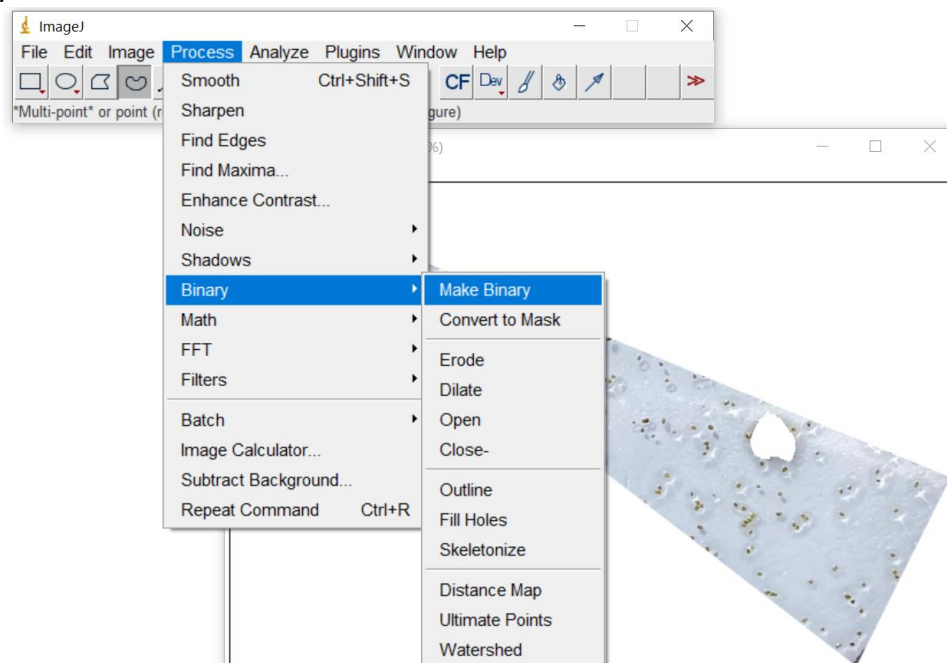 ImageJ
File Edit Image Process Analyze Plugins Window Help
CF Dev
*Multi-point* or point (r
gure)
%)
Smooth Ctrl+Shift+S
Sharpen
Find Edges
Find Maxima...
Enhance Contrast...
Noise
Shadows
Binary
Math
FFT
Filters
Batch
Image Calculator...
Subtract Background...
Repeat Command Ctrl+R
Make Binary
Convert to Mask
Erode
Dilate
Open
Close-
Outline
Fill Holes
Skeletonize
Distance Map
Ultimate Points
Watershed